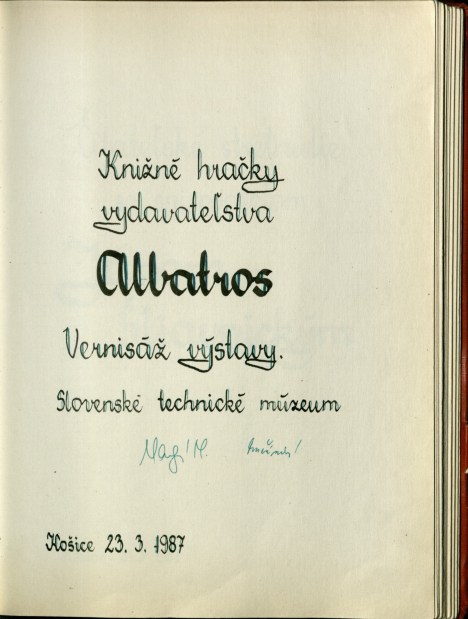 Knižné hračky
vydavateľstva
Albatros
Vernisáž výstavy.
Slovenské technické múzeum
Košice 23. 3. 1987